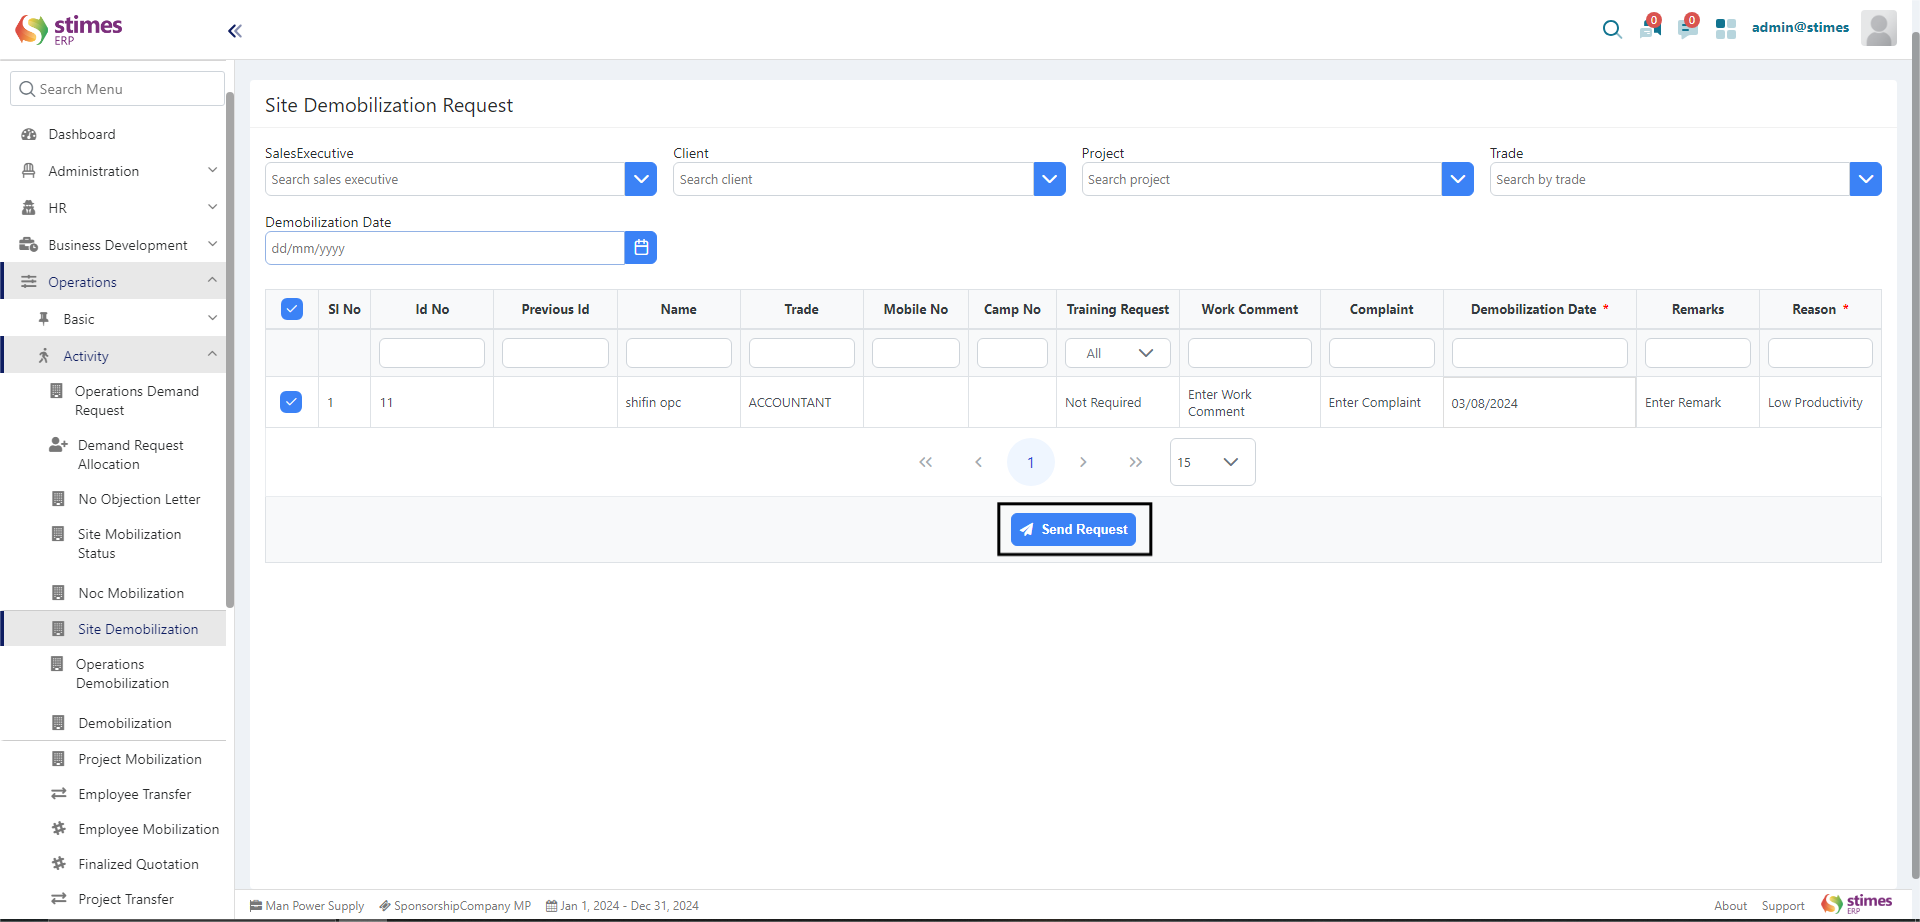 stimes
ERP
0
0
admin@stimes
Search Menu
Dashboard
Administration
HR
Business Development
Operations
Basic
Activity
Operations Demand
Request
Demand Request
Allocation
No Objection Letter
Site Mobilization
Status
Noc Mobilization
Site Demobilization
Operations
Demobilization
Demobilization
Project Mobilization
Employee Transfer
Employee Mobilization
Finalized Quotation
Project Transfer
Site Demobilization Request
SalesExecutive
Client
Project
Trade
Search sales executive
Search client
Search project
Search by trade
Demobilization Date
dd/mm/yyyy
Sl No Id No Previous Id Name Trade Mobile No Camp No Training Request Work Comment Complaint Demobilization Date * Remarks Reason *
All
1 11 shifin opc ACCOUNTANT Not Required Enter Work Comment Enter Complaint 03/08/2024 Enter Remark Low Productivity
1
15
Send Request
Man Power Supply SponsorshipCompany MP Jan 1, 2024 - Dec 31, 2024
About Support
stimes
ERP